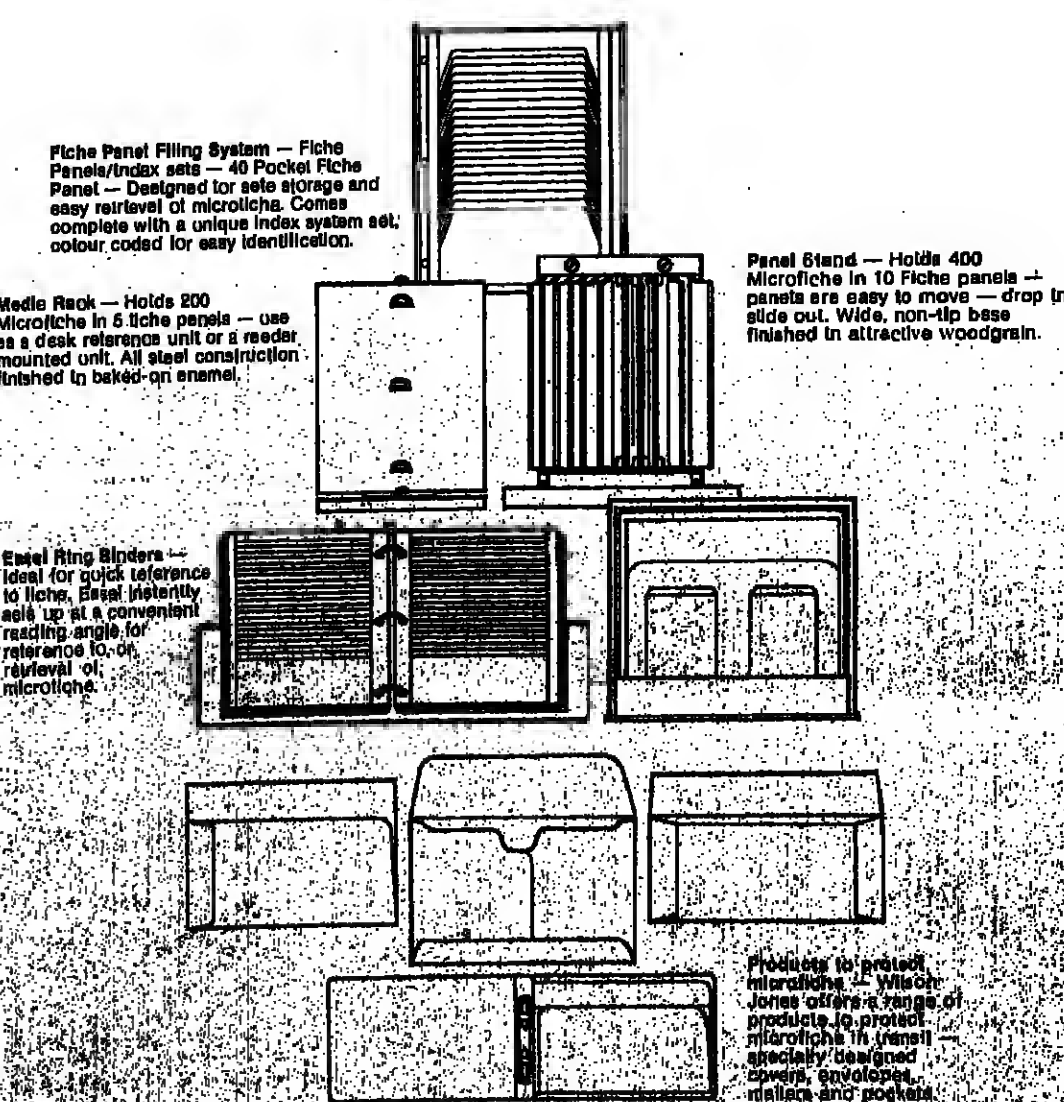 Fiche Panel Filing System — Fiche
Panels/Index sets — 40 Pocket Fiche
Panel — Designed for safe storage and
easy retrieval of microfiche. Comes
complete with a unique index system set,
colour coded for easy identification.
Media Rack — Holds 200
Microfiche in 5 fiche panels — use
as a desk reference unit or a reader
mounted unit. All steel construction
finished in baked-on enamel.
Panel Stand — Holds 400
Microfiche in 10 Fiche panels —
panels are easy to move — drop in
slide out. Wide, non-tip base
finished in attractive woodgrain.
Easel Ring Binders —
Ideal for quick reference
to fiche. Easel instantly
sets up at a convenient
reading angle for
reference to, or
retrieval of,
microfiche.
Products to protect
microfiche — Wilson
Jones offers a range of
products to protect
microfiche in transit —
specially designed
covers, envelopes,
mailers and pockets.